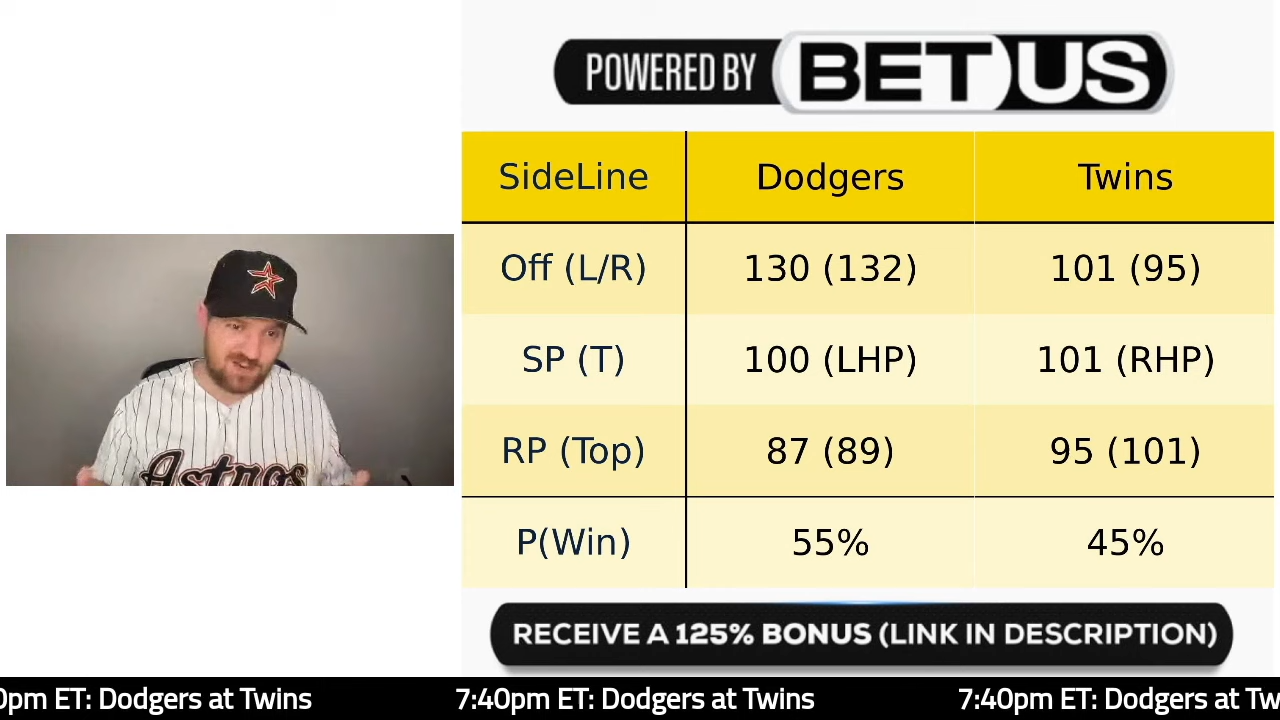 POWERED BY BET US
SideLine Dodgers Twins
Off (L/R) 130 (132) 101 (95)
SP (T) 100 (LHP) 101 (RHP)
RP (Top) 87 (89) 95 (101)
P(Win) 55% 45%
Astros
RECEIVE A 125% BONUS (LINK IN DESCRIPTION)
0pm ET: Dodgers at Twins 7:40pm ET: Dodgers at Twins 7:40pm ET: Dodgers at Tw